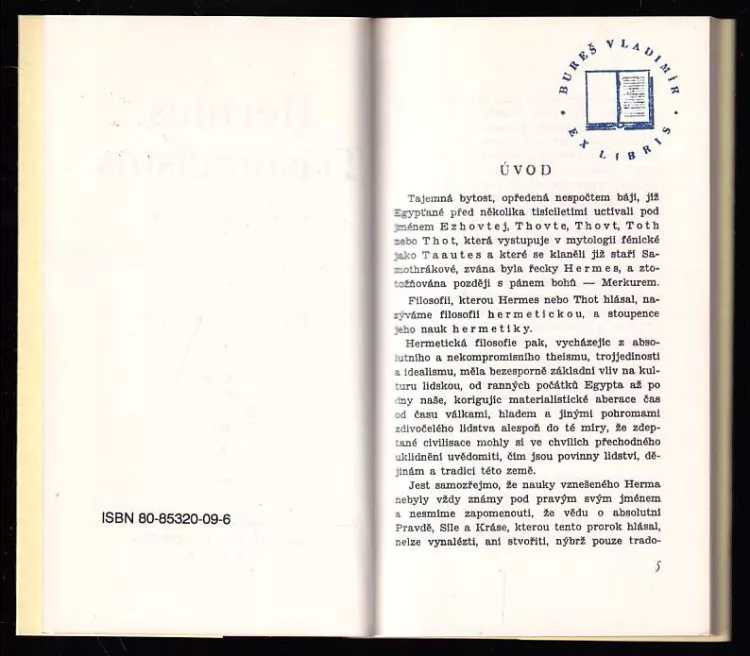 ISBN 80-85320-09-6
BUREŠ VLADIMÍR
EX LIBRIS
ÚVOD
Tajemná bytost, opředená nespočtem bájí, již
Egypťané před několika tisíciletími uctívali pod
jménem Ezhovtej, Thovte, Thovt, Toth
nebo Thot, která vystupuje v mytologii fénické
jako Taautes a které se klaněli již staří Sa-
mothrákové, zvána byla řecky Hermes, a zto-
tožňována později s pánem bohů — Merkurem.
Filosofii, kterou Hermes nebo Thot hlásal, na-
zýváme filosofií hermetickou, a stoupence
jeho nauk hermetiky.
Hermetická filosofie pak, vycházejíc z abso-
lutního a nekompromisního theismu, trojjedinosti
a idealismu, měla bezesporně základní vliv na kul-
turu lidskou, od ranných počátků Egypta až po
dny naše, korigujíc materialistické aberace čas
od času válkami, hladem a jinými pohromami
zdivočelého lidstva alespoň do té míry, že zdep-
tané civilisace mohly si ve chvílích přechodného
uklidnění uvědomiti, čím jsou povinny lidství, dě-
jinám a tradici této země.
Jest samozřejmo, že nauky vznešeného Herma
nebyly vždy známy pod pravým svým jménem
a nesmíme zapomenouti, že vědu o absolutní
Pravdě, Síle a Kráse, kterou tento prorok hlásal,
nelze vynalézti, ani stvořiti, nýbrž pouze trado-
5